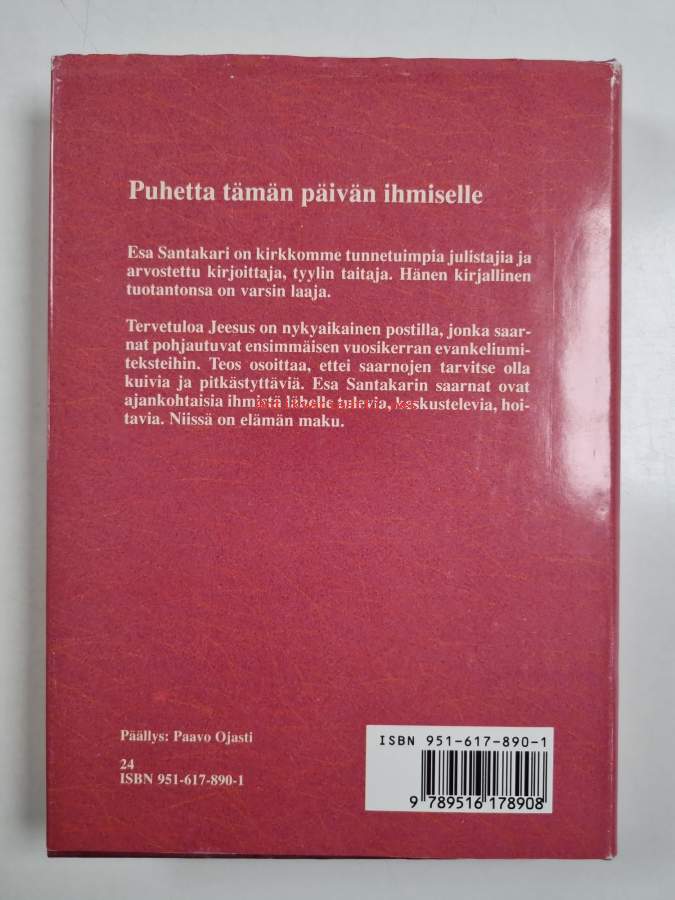 Puhetta tämän päivän ihmiselle
Esa Santakari on kirkkomme tunnetuimpia julistajia ja
arvostettu kirjoittaja, tyylin taitaja. Hänen kirjallinen
tuotantonsa on varsin laaja.
Tervetuloa Jeesus on nykyaikainen postilla, jonka saar-
nat pohjautuvat ensimmäisen vuosikerran evankeliumi-
teksteihin. Teos osoittaa, ettei saarnojen tarvitse olla
kuivia ja pitkästyttäviä. Esa Santakarin saarnat ovat
ajankohtaisia ihmistä lähelle tulevia, keskustelevia, hoi-
tavia. Niissä on elämän maku.
Päällys: Paavo Ojasti
24
ISBN 951-617-890-1
ISBN 951-617-890-1
9 789516 178908